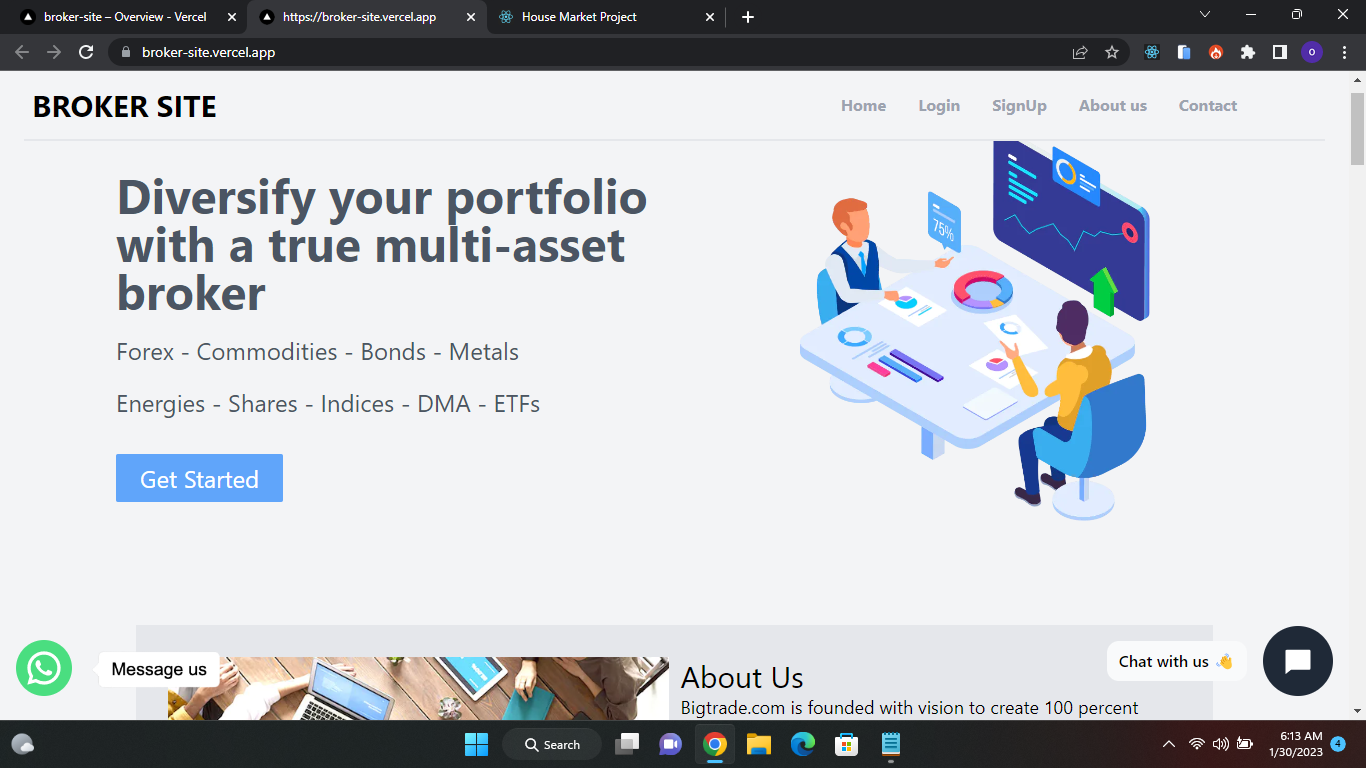 broker-site – Overview - Vercel
https://broker-site.vercel.app
House Market Project
broker-site.vercel.app
O
BROKER SITE
Home
Login
SignUp
About us
Contact
Diversify your portfolio
with a true multi-asset
broker
Forex - Commodities - Bonds - Metals
Energies - Shares - Indices - DMA - ETFs
Get Started
75%
Message us
About Us
Bigtrade.com is founded with vision to create 100 percent
Chat with us 👋
Search
6:13 AM
1/30/2023
4